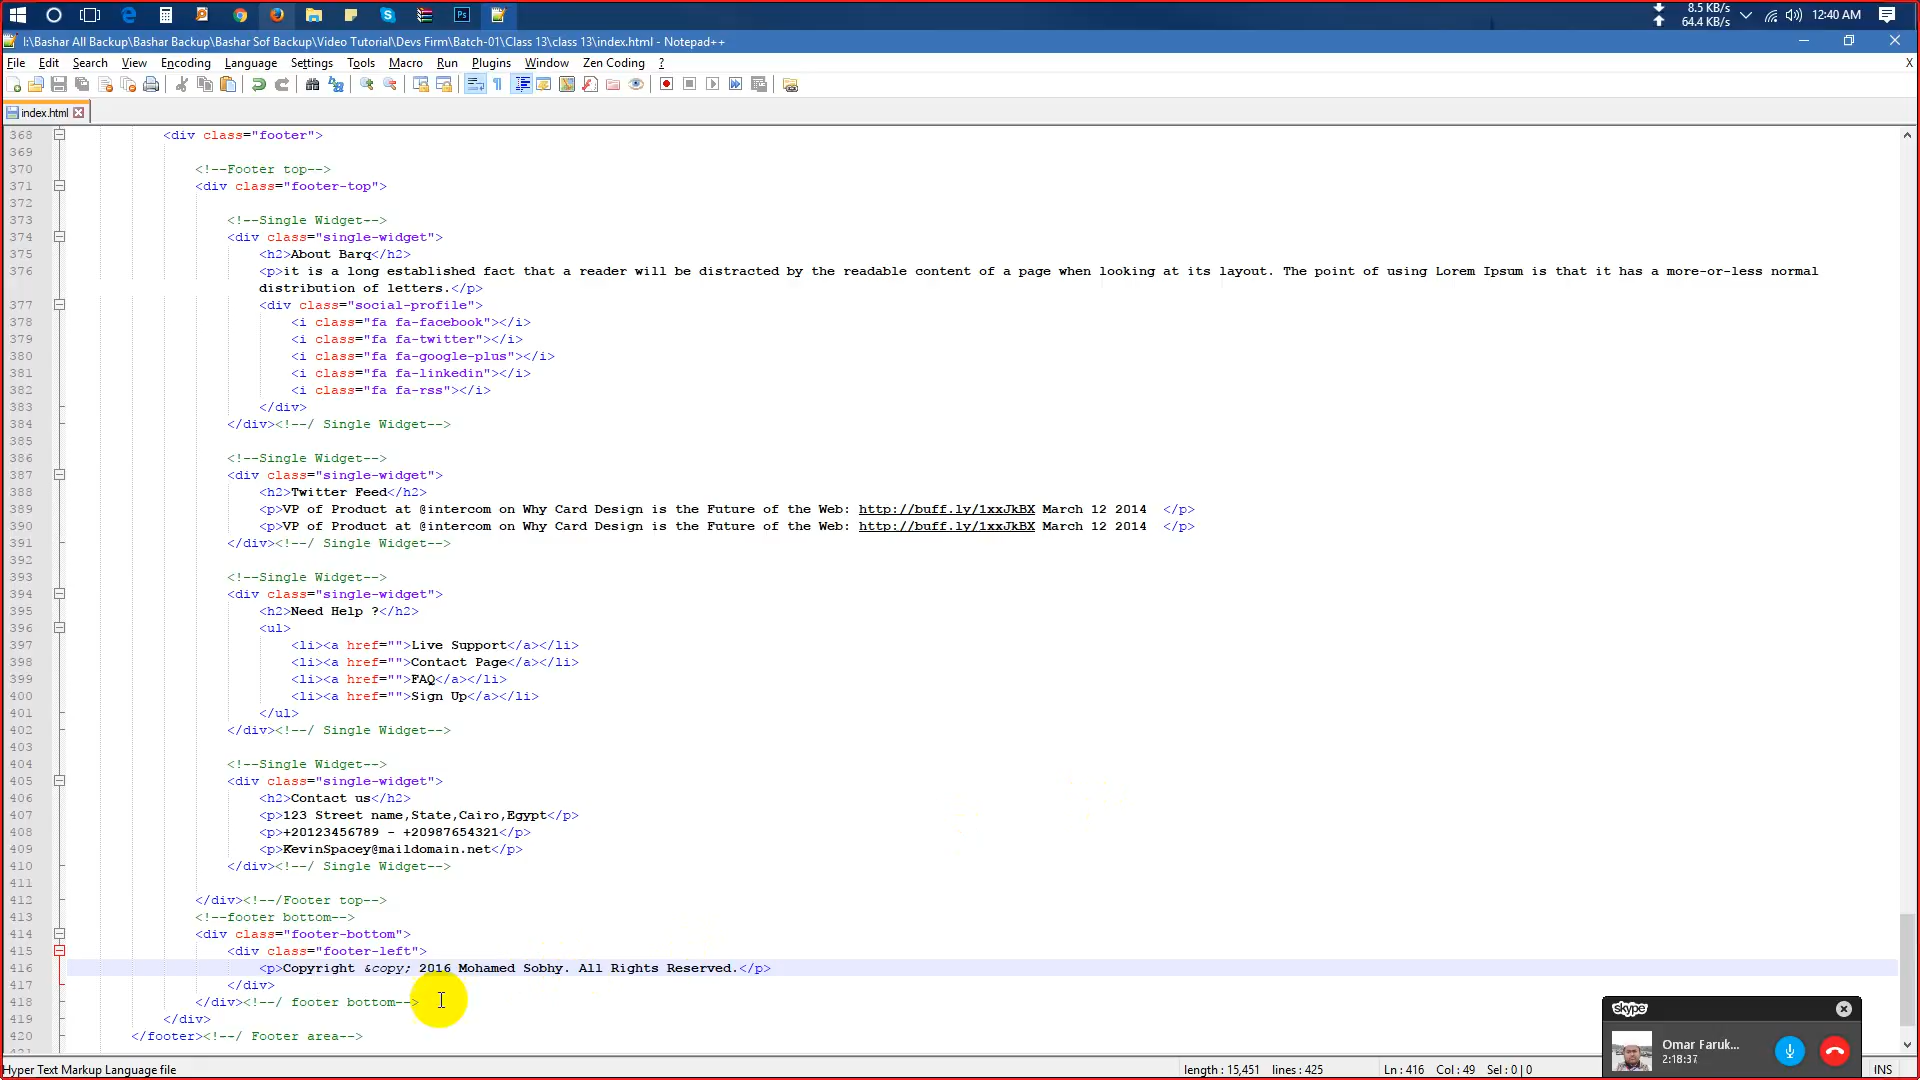 8.5 KB/s
64.4 KB/s
12:40 AM
I:\Bashar All Backup\Bashar Backup\Bashar Sof Backup\Video Tutorial\Devs Firm\Batch-01\Class 13\class 13\index.html - Notepad++
File Edit Search View Encoding Language Settings Tools Macro Run Plugins Window Zen Coding ? X
index.html
368 <div class="footer">
369
370 <!--Footer top-->
371 <div class="footer-top">
372
373 <!--Single Widget-->
374 <div class="single-widget">
375 <h2>About Barq</h2>
376 <p>it is a long established fact that a reader will be distracted by the readable content of a page when looking at its layout. The point of using Lorem Ipsum is that it has a more-or-less normal
distribution of letters.</p>
377 <div class="social-profile">
378 <i class="fa fa-facebook"></i>
379 <i class="fa fa-twitter"></i>
380 <i class="fa fa-google-plus"></i>
381 <i class="fa fa-linkedin"></i>
382 <i class="fa fa-rss"></i>
383 </div>
384 </div><!--/ Single Widget-->
385
386 <!--Single Widget-->
387 <div class="single-widget">
388 <h2>Twitter Feed</h2>
389 <p>VP of Product at @intercom on Why Card Design is the Future of the Web: http://buff.ly/1xxJkBX March 12 2014 </p>
390 <p>VP of Product at @intercom on Why Card Design is the Future of the Web: http://buff.ly/1xxJkBX March 12 2014 </p>
391 </div><!--/ Single Widget-->
392
393 <!--Single Widget-->
394 <div class="single-widget">
395 <h2>Need Help ?</h2>
396 <ul>
397 <li><a href="">Live Support</a></li>
398 <li><a href="">Contact Page</a></li>
399 <li><a href="">FAQ</a></li>
400 <li><a href="">Sign Up</a></li>
401 </ul>
402 </div><!--/ Single Widget-->
403
404 <!--Single Widget-->
405 <div class="single-widget">
406 <h2>Contact us</h2>
407 <p>123 Street name,State,Cairo,Egypt</p>
408 <p>+20123456789 - +20987654321</p>
409 <p>KevinSpacey@maildomain.net</p>
410 </div><!--/ Single Widget-->
411
412 </div><!--/Footer top-->
413 <!--footer bottom-->
414 <div class="footer-bottom">
415 <div class="footer-left">
416 <p>Copyright &copy; 2016 Mohamed Sobhy. All Rights Reserved.</p>
417 </div>
418 </div><!--/ footer bottom-->
419 </div>
420 </footer><!--/ Footer area-->
skype
Omar Faruk...
2:18:37
Hyper Text Markup Language file length : 15,451 lines : 425 Ln : 416 Col : 49 Sel : 0 | 0 INS